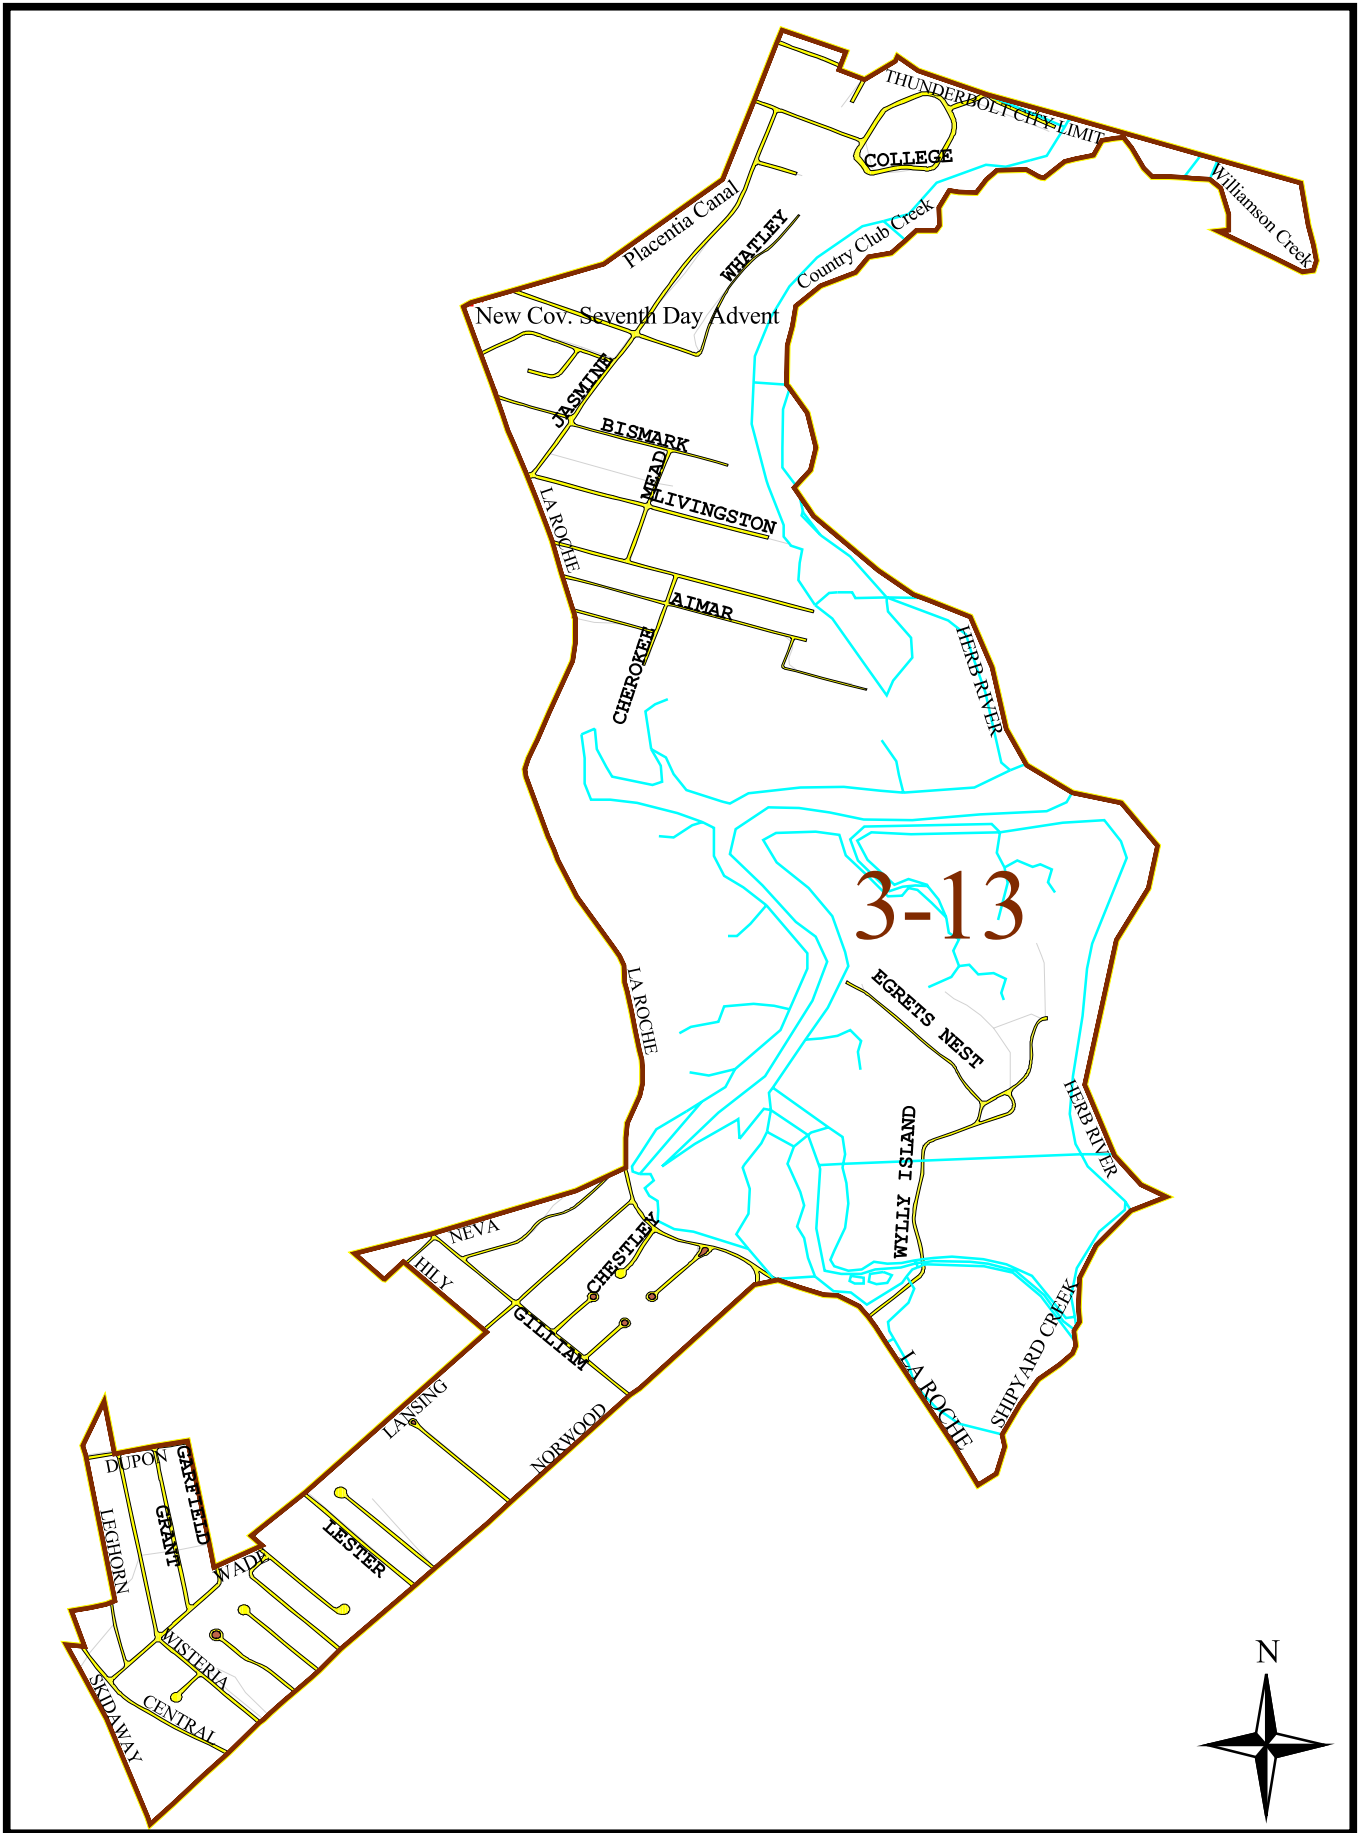 THUNDERBOLT CITY LIMIT
COLLEGE
Williamson Creek
Placentia Canal
WHATLEY
Country Club Creek
New Cov. Seventh Day Advent
JASMINE
BISMARK
MEAD
LIVINGSTON
LA ROCHE
AIMAR
CHEROKEE
HERB RIVER
3-13
LA ROCHE
EGRETS NEST
HERB RIVER
WYLLY ISLAND
NEVA
CHESTLEY
HILY
GILLIAM
SHIPYARD CREEK
LA ROCHE
LANSING
NORWOOD
DUPON
GARFIELD
GRANT
LEGHORN
LESTER
WADE
WISTERIA
SKIDAWAY
CENTRAL
N